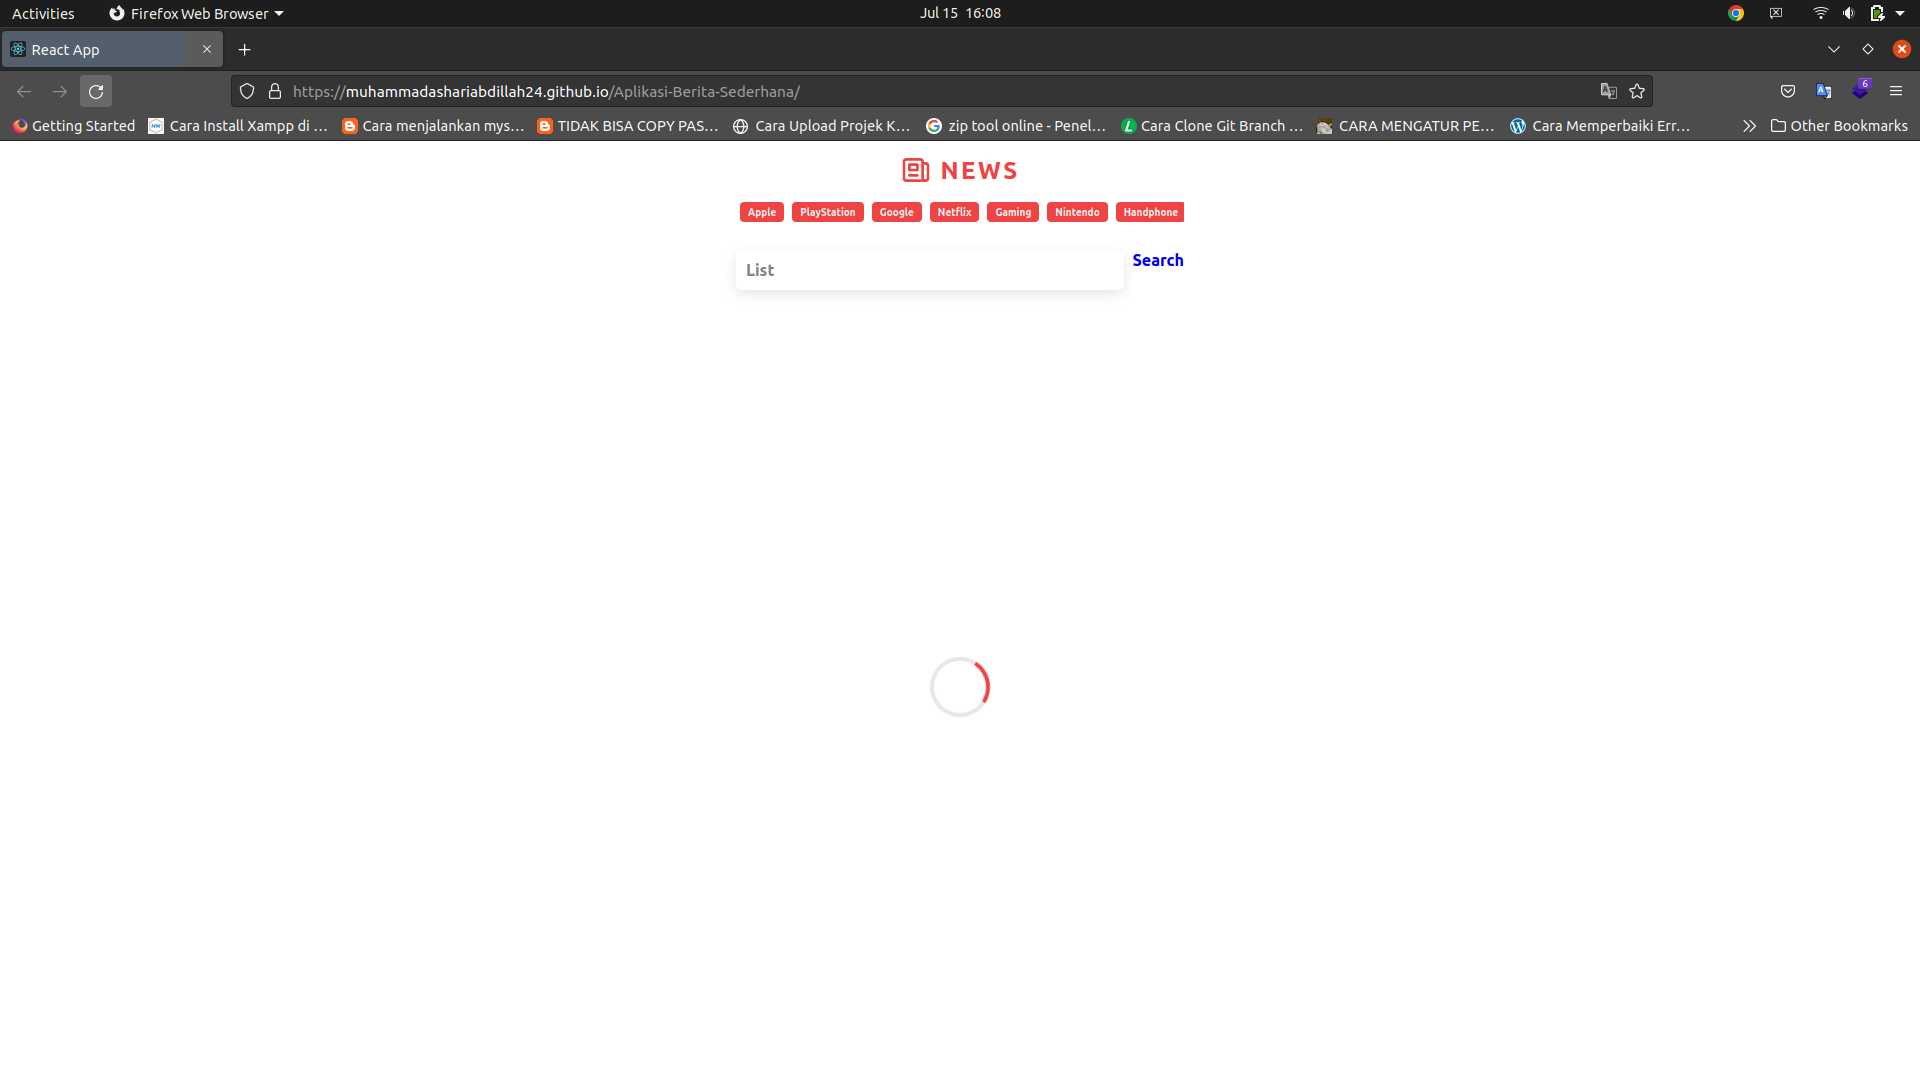 Activities Firefox Web Browser Jul 15 16:08
React App
https://muhammadashariabdillah24.github.io/Aplikasi-Berita-Sederhana/ 6
Getting Started Cara Install Xampp di ... Cara menjalankan mys... TIDAK BISA COPY PAS... Cara Upload Projek K... zip tool online - Penel... Cara Clone Git Branch ... CARA MENGATUR PE... Cara Memperbaiki Err... Other Bookmarks
NEWS
Apple PlayStation Google Netflix Gaming Nintendo Handphone
List Search